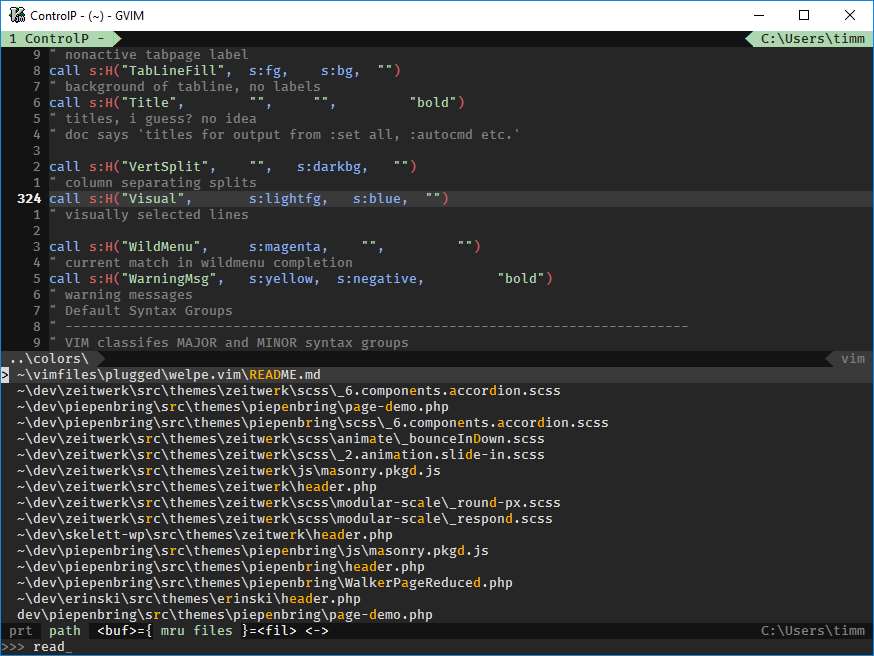 ControlP - (~) - GVIM
1 ControlP - C:\Users\timm
9 " nonactive tabpage label
8 call s:H("TabLineFill", s:fg, s:bg, "")
7 " background of tabline, no labels
6 call s:H("Title", "", "", "bold")
5 " titles, i guess? no idea
4 " doc says 'titles for output from :set all, :autocmd etc.'
3
2 call s:H("VertSplit", "", s:darkbg, "")
1 " column separating splits
324 call s:H("Visual", s:lightfg, s:blue, "")
1 " visually selected lines
2
3 call s:H("WildMenu", s:magenta, "", "")
4 " current match in wildmenu completion
5 call s:H("WarningMsg", s:yellow, s:negative, "bold")
6 " warning messages
7 " Default Syntax Groups
8 " ------------------------------------------------------------------------------
9 " VIM classifes MAJOR and MINOR syntax groups
..\colors\ vim
> ~\vimfiles\plugged\welpe.vim\README.md
~\dev\zeitwerk\src\themes\zeitwerk\scss\_6.components.accordion.scss
~\dev\piepenbring\src\themes\piepenbring\page-demo.php
~\dev\piepenbring\src\themes\piepenbring\scss\_6.components.accordion.scss
~\dev\zeitwerk\src\themes\zeitwerk\scss\animate\_bounceInDown.scss
~\dev\zeitwerk\src\themes\zeitwerk\scss\_2.animation.slide-in.scss
~\dev\zeitwerk\src\themes\zeitwerk\js\masonry.pkgd.js
~\dev\zeitwerk\src\themes\zeitwerk\header.php
~\dev\zeitwerk\src\themes\zeitwerk\scss\modular-scale\_round-px.scss
~\dev\zeitwerk\src\themes\zeitwerk\scss\modular-scale\_respond.scss
~\dev\skelett-wp\src\themes\zeitwerk\header.php
~\dev\piepenbring\src\themes\piepenbring\js\masonry.pkgd.js
~\dev\piepenbring\src\themes\piepenbring\header.php
~\dev\piepenbring\src\themes\piepenbring\WalkerPageReduced.php
~\dev\erinski\src\themes\erinski\header.php
dev\piepenbring\src\themes\piepenbring\page-demo.php
prt path <buf>={ mru files }=<fil> <-> C:\Users\timm
>>> read_